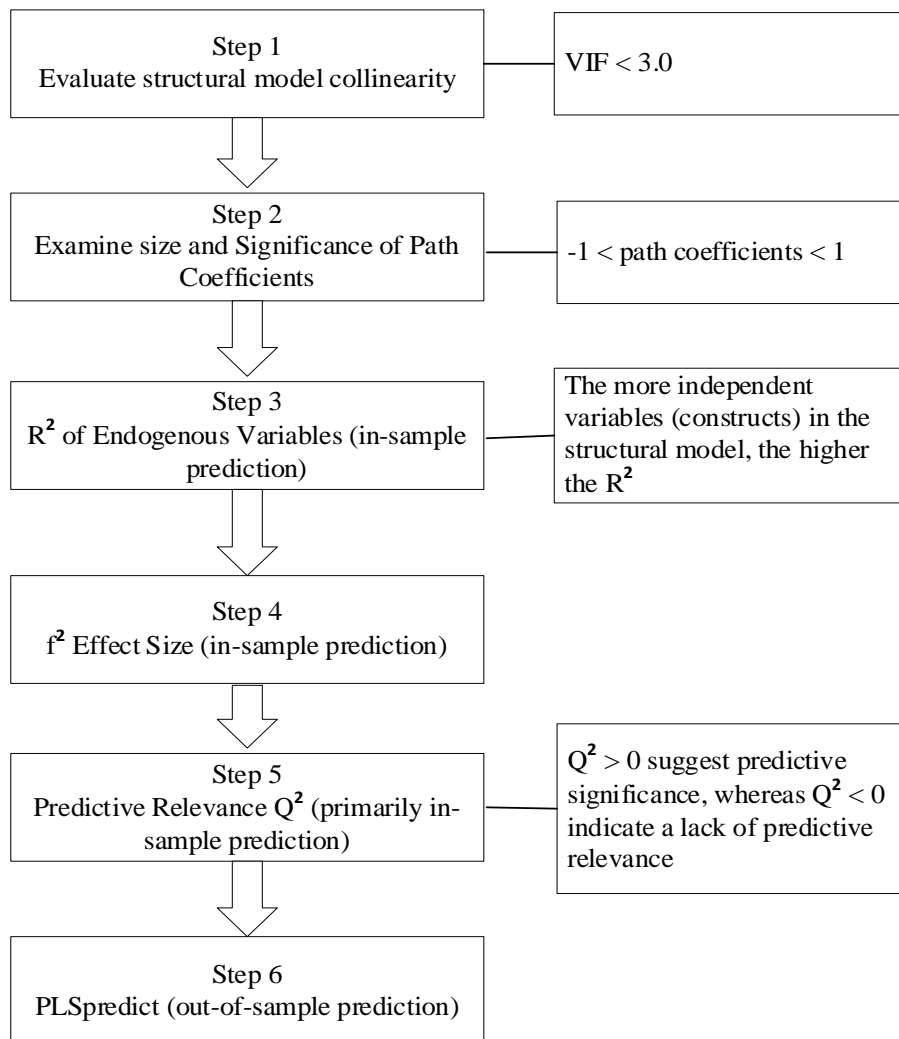 Step 1
Evaluate structural model collinearity
VIF < 3.0
Step 2
Examine size and Significance of Path
Coefficients
-1 < path coefficients < 1
Step 3
R² of Endogenous Variables (in-sample
prediction)
The more independent
variables (constructs) in the
structural model, the higher
the R²
Step 4
f² Effect Size (in-sample prediction)
Step 5
Predictive Relevance Q² (primarily in-
sample prediction)
Q² > 0 suggest predictive
significance, whereas Q² < 0
indicate a lack of predictive
relevance
Step 6
PLSpredict (out-of-sample prediction)